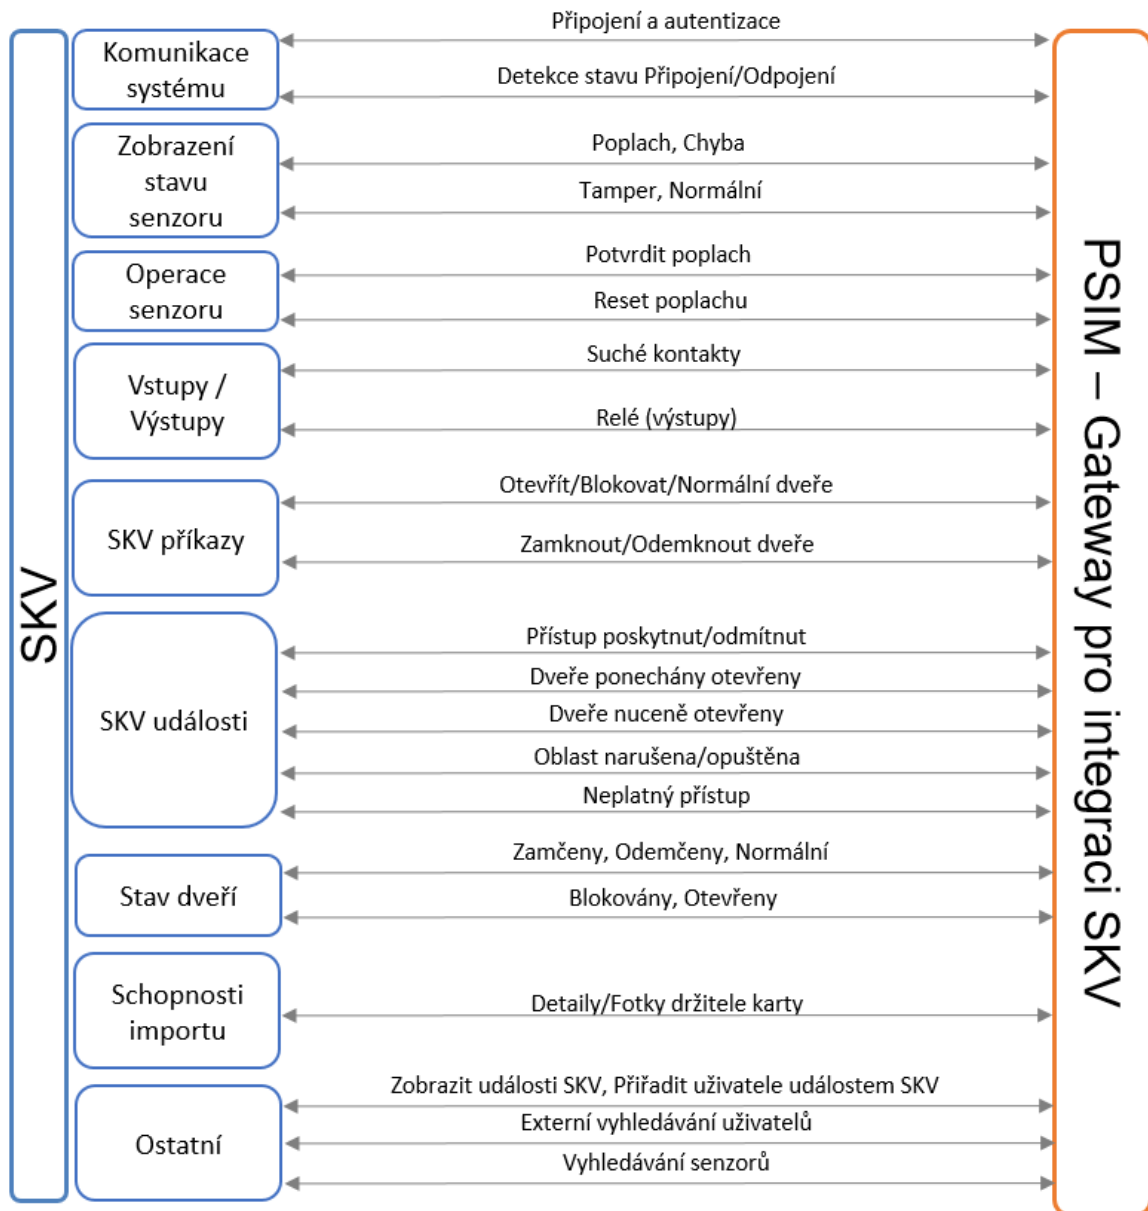 SKV
Komunikace
systému
Připojení a autentizace
Detekce stavu Připojení/Odpojení
Zobrazení
stavu
senzoru
Poplach, Chyba
Tamper, Normální
Operace
senzoru
Potvrdit poplach
Reset poplachu
Vstupy /
Výstupy
Suché kontakty
Relé (výstupy)
SKV příkazy
Otevřít/Blokovat/Normální dveře
Zamknout/Odemknout dveře
SKV události
Přístup poskytnut/odmítnut
Dveře ponechány otevřeny
Dveře nuceně otevřeny
Oblast narušena/opuštěna
Neplatný přístup
Stav dveří
Zamčeny, Odemčeny, Normální
Blokovány, Otevřeny
Schopnosti
importu
Detaily/Fotky držitele karty
Ostatní
Zobrazit události SKV, Přiřadit uživatele událostem SKV
Externí vyhledávání uživatelů
Vyhledávání senzorů
PSIM – Gateway pro integraci SKV